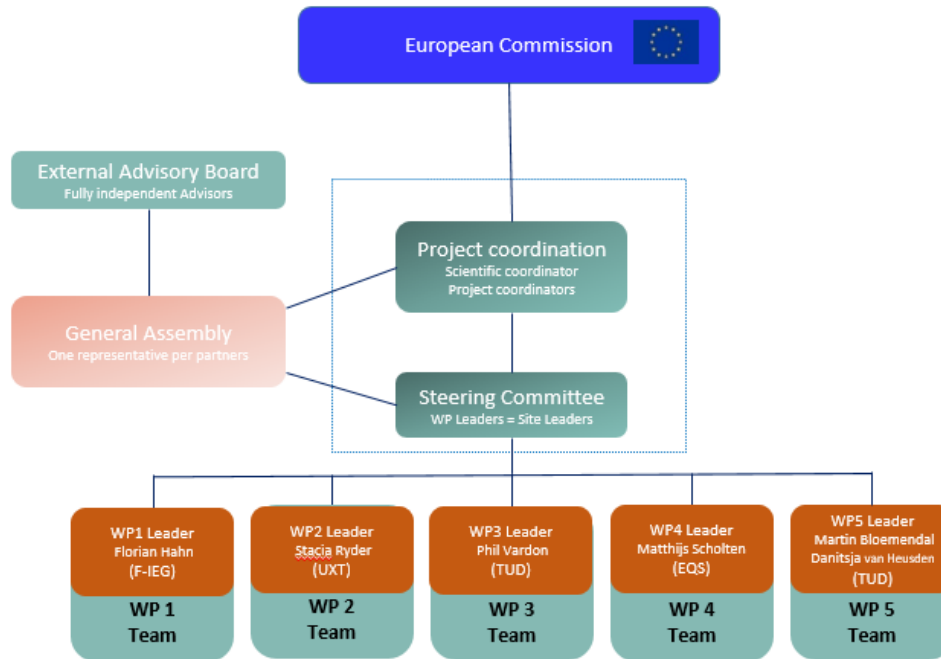 European Commission
External Advisory Board
Fully independent Advisors
Project coordination
Scientific coordinator
Project coordinators
General Assembly
One representative per partners
Steering Committee
WP Leaders = Site Leaders
WP1 Leader
Florian Hahn
(F-IEG)
WP 1
Team
WP2 Leader
Stacia Ryder
(UXT)
WP 2
Team
WP3 Leader
Phil Vardon
(TUD)
WP 3
Team
WP4 Leader
Matthijs Scholten
(EQS)
WP 4
Team
WP5 Leader
Martin Bloemendal
Danitsja van Heusden
(TUD)
WP 5
Team